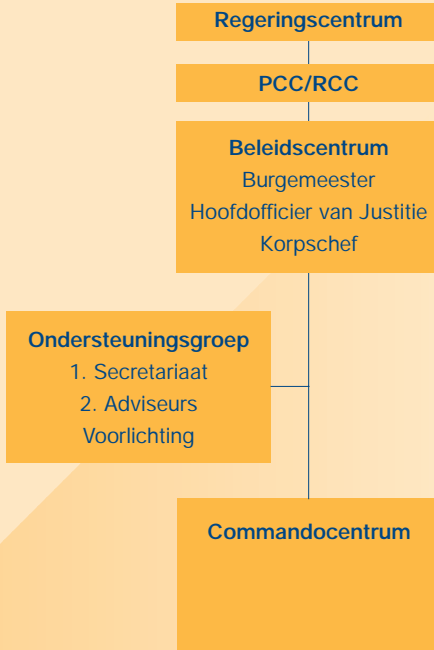 Regeringscentrum
PCC/RCC
Beleidscentrum
Burgemeester
Hoofdofficier van Justitie
Korpschef
Ondersteuningsgroep
1. Secretariaat
2. Adviseurs
Voorlichting
Commandocentrum